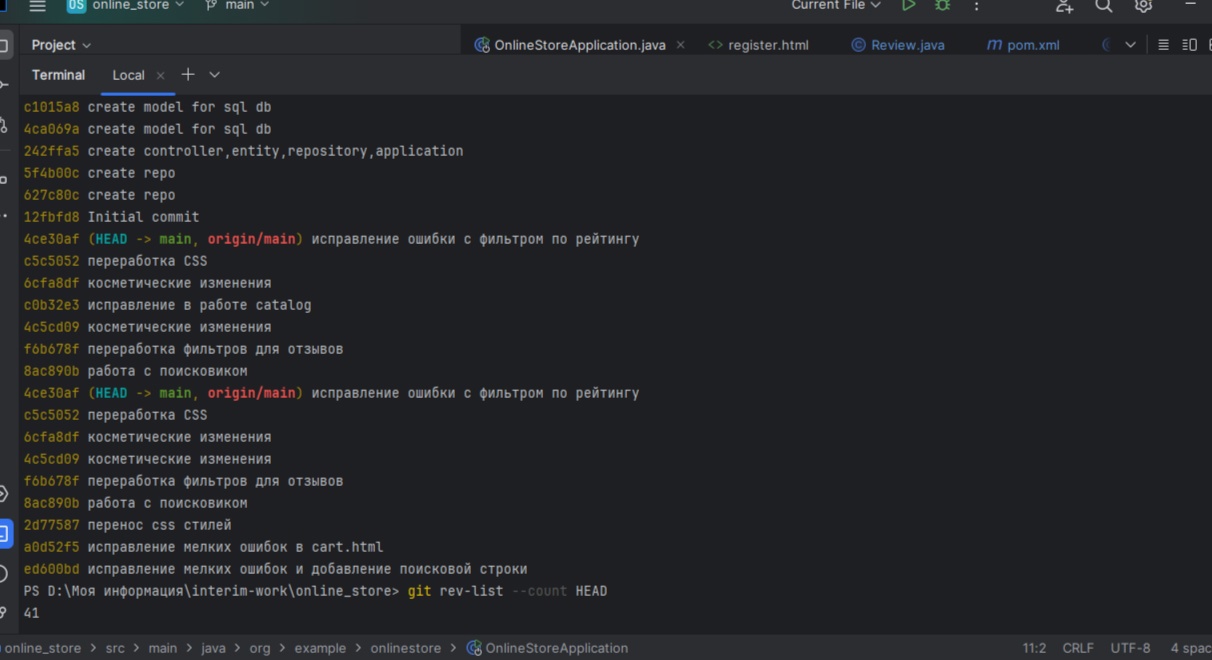 OS online_store main Current File
Project OnlineStoreApplication.java register.html Review.java pom.xml
Terminal Local
c1015a8 create model for sql db
4ca069a create model for sql db
242ffa5 create controller,entity,repository,application
5f4b00c create repo
627c80c create repo
12fbfd8 Initial commit
4ce30af (HEAD -> main, origin/main) исправление ошибки с фильтром по рейтингу
c5c5052 переработка CSS
6cfa8df косметические изменения
c0b32e3 исправление в работе catalog
4c5cd09 косметические изменения
f6b678f переработка фильтров для отзывов
8ac890b работа с поисковиком
4ce30af (HEAD -> main, origin/main) исправление ошибки с фильтром по рейтингу
c5c5052 переработка CSS
6cfa8df косметические изменения
4c5cd09 косметические изменения
f6b678f переработка фильтров для отзывов
8ac890b работа с поисковиком
2d77587 перенос css стилей
a0d52f5 исправление мелких ошибок в cart.html
ed600bd исправление мелких ошибок и добавление поисковой строки
PS D:\Моя информация\interim-work\online_store> git rev-list --count HEAD
41
online_store > src > main > java > org > example > onlinestore > OnlineStoreApplication 11:2 CRLF UTF-8 4 spac